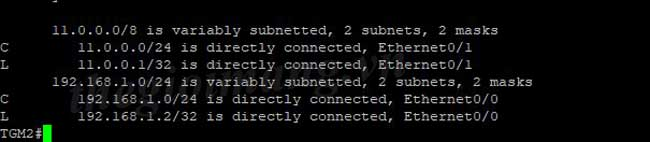 11.0.0.0/8 is variably subnetted, 2 subnets, 2 masks
C 11.0.0.0/24 is directly connected, Ethernet0/1
L 11.0.0.1/32 is directly connected, Ethernet0/1
192.168.1.0/24 is variably subnetted, 2 subnets, 2 masks
C 192.168.1.0/24 is directly connected, Ethernet0/0
L 192.168.1.2/32 is directly connected, Ethernet0/0
TGM2#